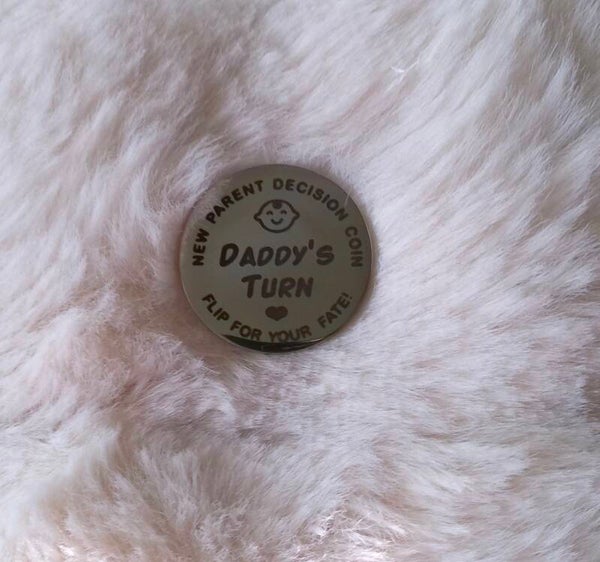 NEW PARENT DECISION COIN
DADDY'S
TURN
FLIP FOR YOUR FATE!